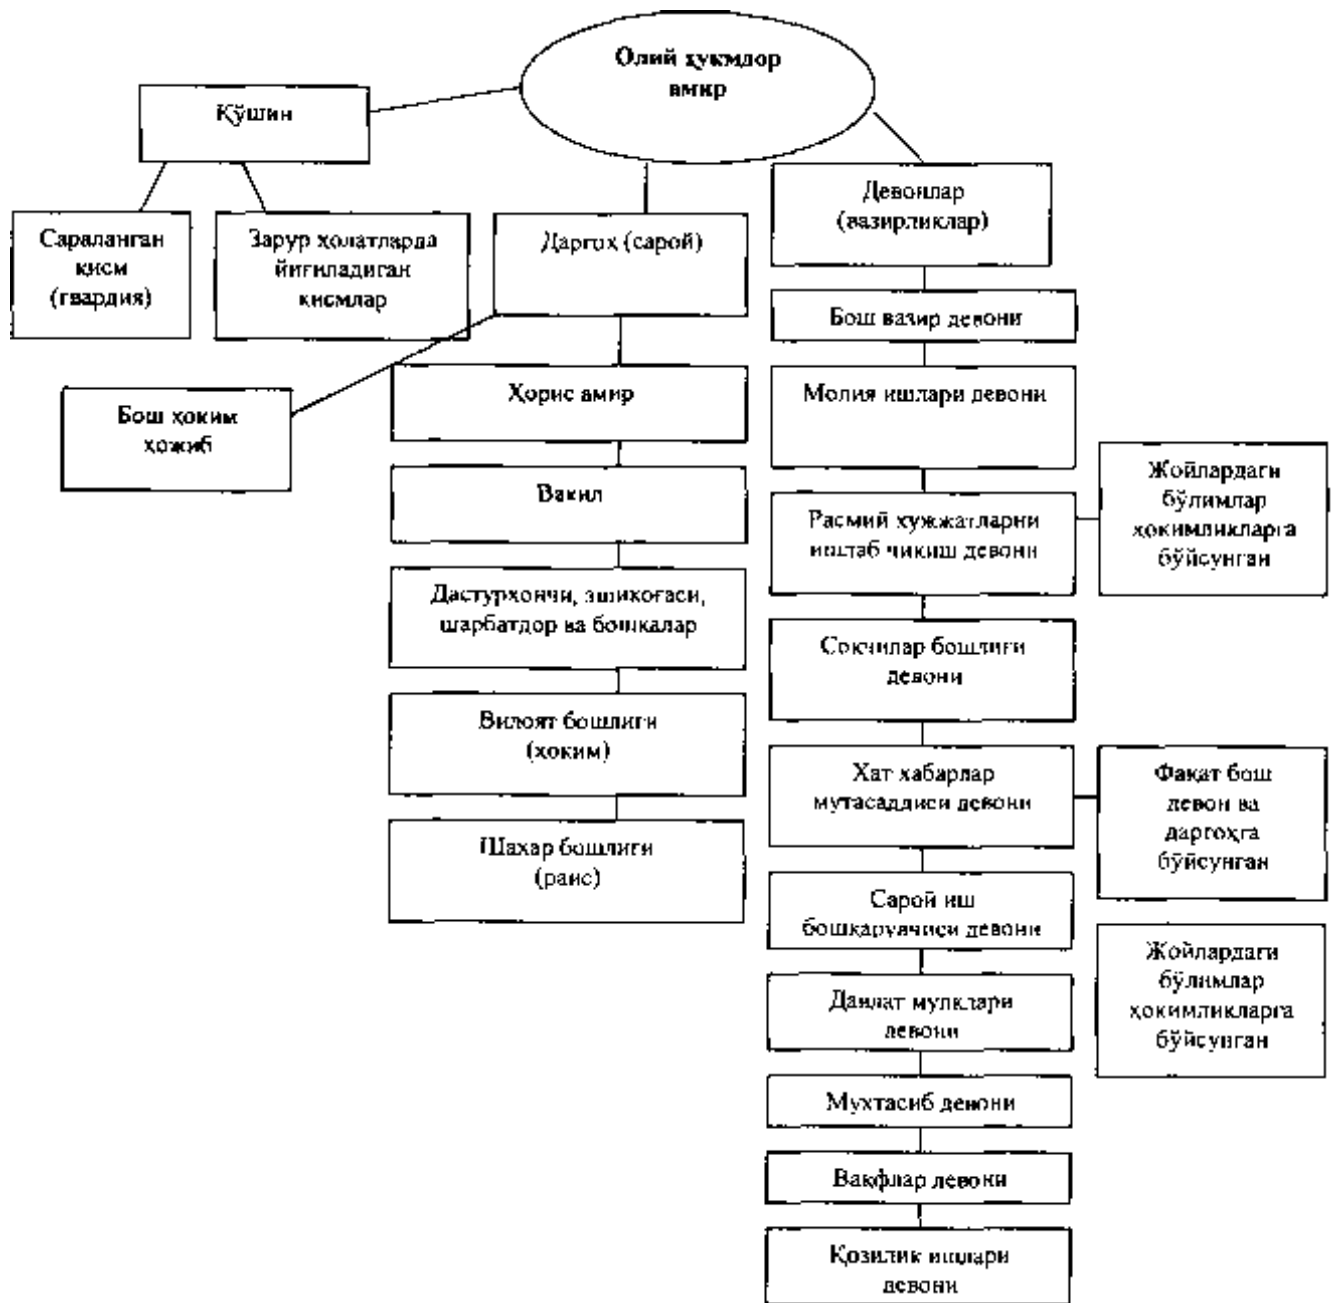 Олий ҳукмдор
амир
Қўшин
Сараланган
қисм
(гвардия)
Зарур ҳолатларда
йиғиладиган
қисмлар
Даргоҳ (сарой)
Девонлар
(вазирликлар)
Бош вазир девони
Бош ҳоким
ҳожиб
Ҳорис амир
Вакил
Дастурхончи, эшикоғаси,
шарбатдор ва бошқалар
Вилоят бошлиғи
(ҳоким)
Шаҳар бошлиғи
(раис)
Молия ишлари девони
Расмий ҳужжатларни
ишлаб чиқиш девони
Жойлардаги
бўлимлар
ҳокимликларга
бўйсунган
Соқчилар бошлиғи
девони
Хат хабарлар
мутасаддиси девони
Фақат бош
девон ва
даргоҳга
бўйсунган
Сарой иш
бошқарувчиси девони
Жойлардаги
бўлимлар
ҳокимликларга
бўйсунган
Давлат мулклари
девони
Мухтасиб девони
Вақфлар девони
Қозилик ишлари
девони